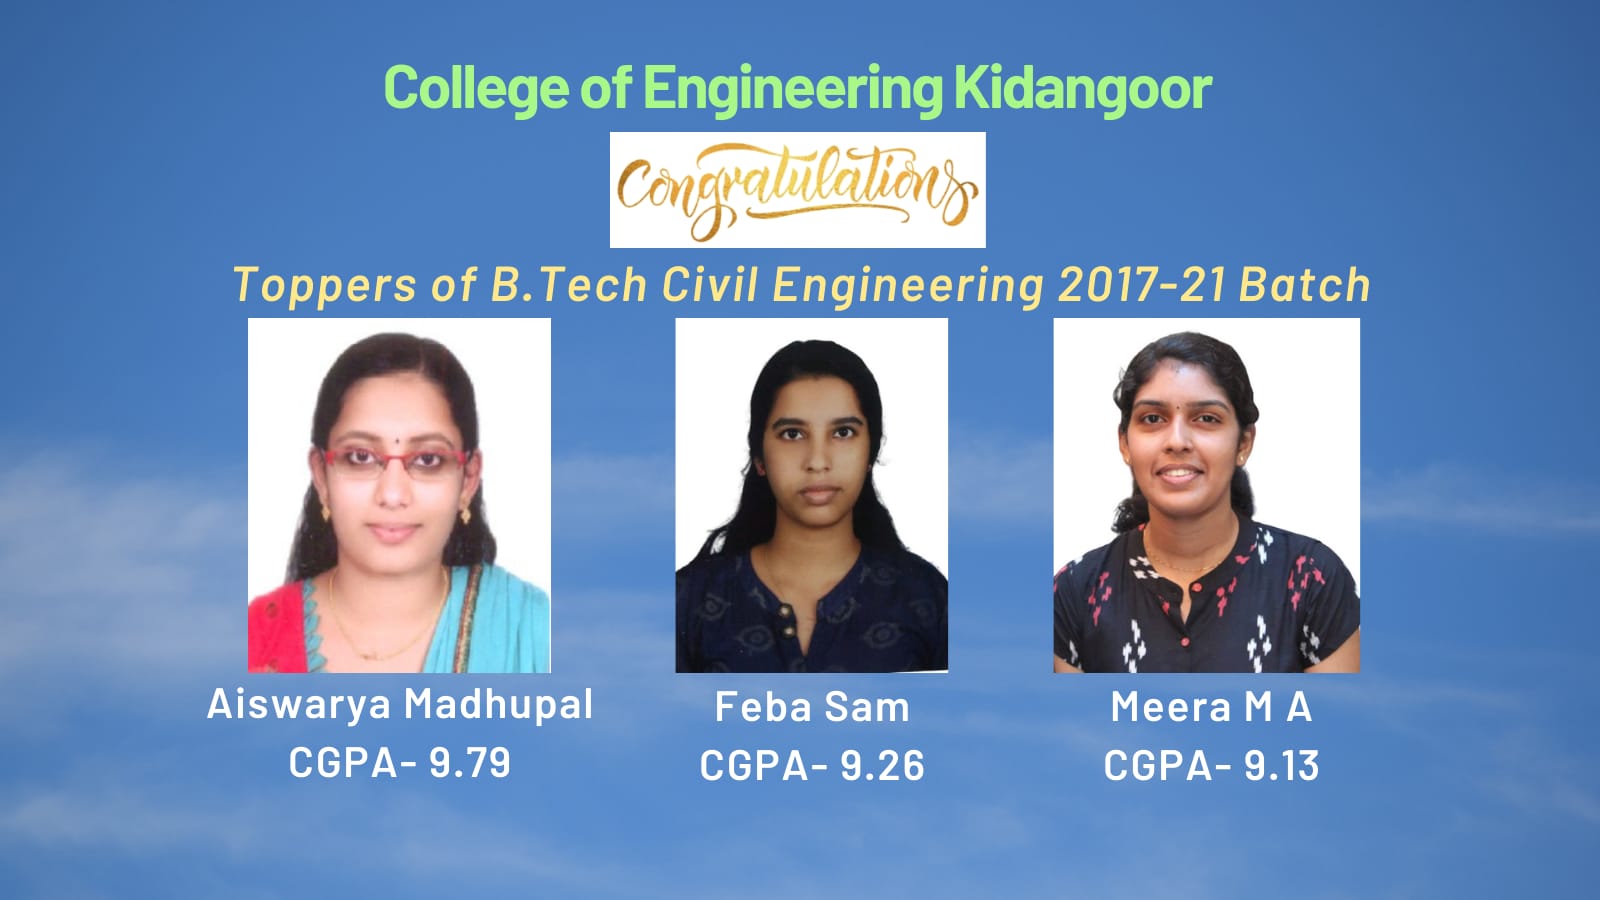 College of Engineering Kidangoor
Congratulations
Toppers of B.Tech Civil Engineering 2017-21 Batch
Aiswarya Madhupal
CGPA- 9.79
Feba Sam
CGPA- 9.26
Meera M A
CGPA- 9.13